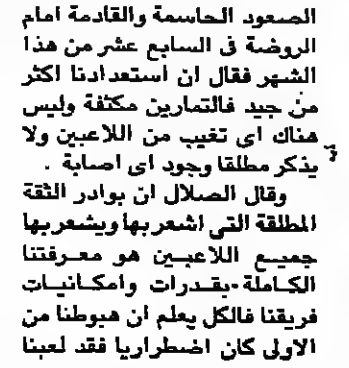 الصعود الحاسمة والقادمة امام
الروضة فى السابع عشر من هذا
الشهر فقال ان استعدادنا اكثر
من جيد فالتمارين مكثفة وليس
هناك اى تغيب من اللاعبين ولا
يذكر مطلقا وجود اى اصابة .
وقال الصلال ان بوادر الثقة
المطلقة التى اشعر بها ويشعر بها
جميع اللاعبين هو معرفتنا
الكاملة بقدرات وامكانيات
فريقنا فالكل يعلم ان هبوطنا من
الاولى كان اضطراريا فقد لعبنا